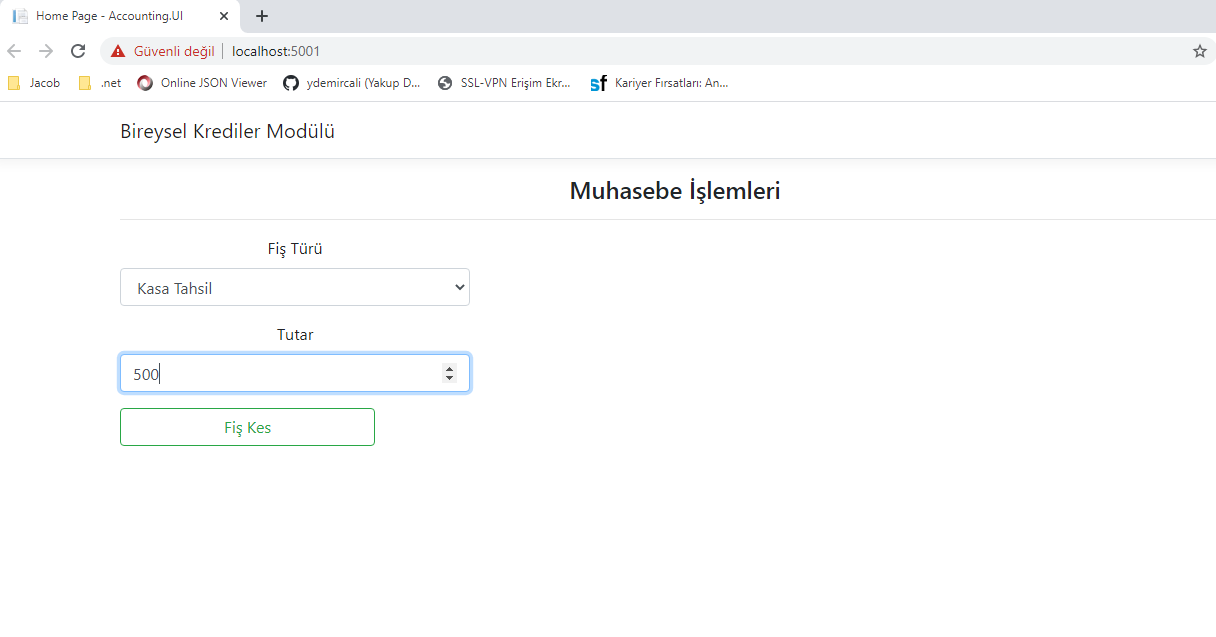 Home Page - Accounting.UI
Güvenli değil localhost:5001
Jacob .net Online JSON Viewer ydemircali (Yakup D... SSL-VPN Erişim Ekr... sf Kariyer Fırsatları: An...
Bireysel Krediler Modülü
Muhasebe İşlemleri
Fiş Türü
Kasa Tahsil
Tutar
500
Fiş Kes